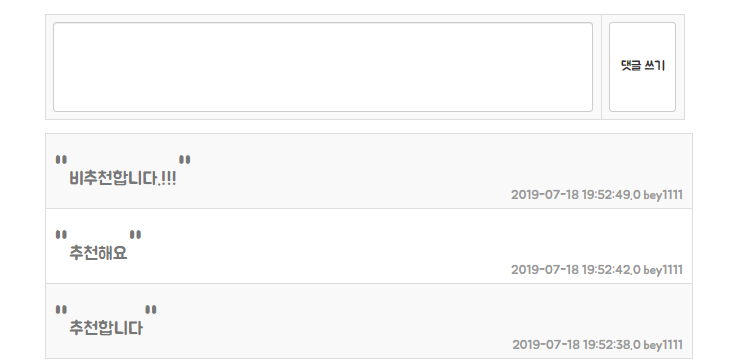 댓글 쓰기
" 비추천합니다.!!! "
2019-07-18 19:52:49.0 bey1111
" 추천해요 "
2019-07-18 19:52:42.0 bey1111
" 추천합니다 "
2019-07-18 19:52:38.0 bey1111